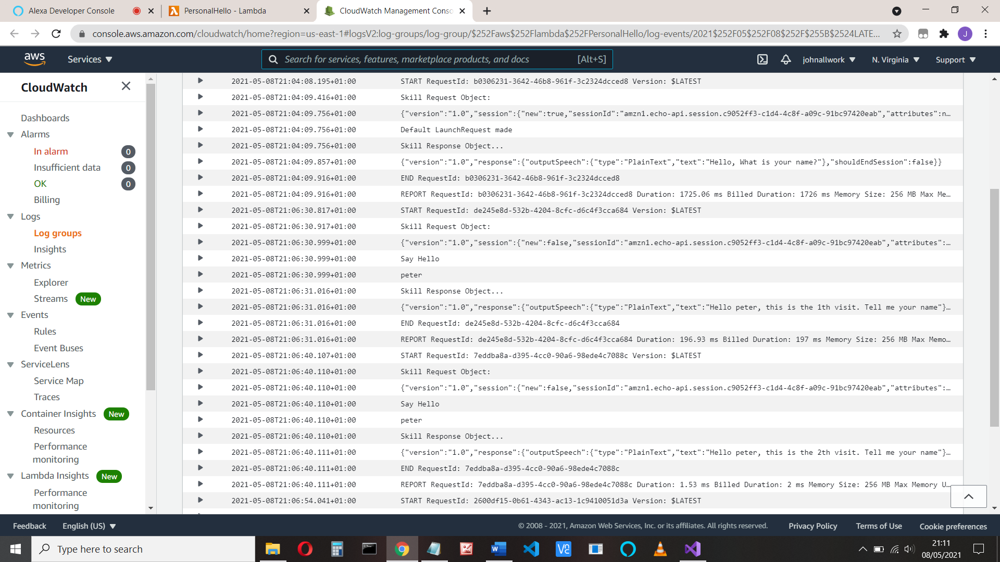 Alexa Developer Console
PersonalHello - Lambda
CloudWatch Management Conso
console.aws.amazon.com/cloudwatch/home?region=us-east-1#logsV2:log-groups/log-group/$252Faws$252Flambda$252FPersonalHello/log-events/2021$252F05$252F08$252F$255B$2524LATE...
J
aws
Services
Search for services, features, marketplace products, and docs
[Alt+S]
johnallwork
N. Virginia
Support
CloudWatch
Dashboards
Alarms
In alarm 0
Insufficient data 0
OK 0
Billing
Logs
Log groups
Insights
Metrics
Explorer
Streams New
Events
Rules
Event Buses
ServiceLens
Service Map
Traces
Container Insights New
Resources
Performance
monitoring
Lambda Insights New
Performance
monitoring
2021-05-08T21:04:08.195+01:00 START RequestId: b0306231-3642-46b8-961f-3c2324dcced8 Version: $LATEST
2021-05-08T21:04:09.416+01:00 Skill Request Object:
2021-05-08T21:04:09.756+01:00 {"version":"1.0","session":{"new":true,"sessionId":"amzn1.echo-api.session.c9052ff3-c1d4-4c8f-a09c-91bc97420eab","attributes":n…
2021-05-08T21:04:09.756+01:00 Default LaunchRequest made
2021-05-08T21:04:09.756+01:00 Skill Response Object...
2021-05-08T21:04:09.857+01:00 {"version":"1.0","response":{"outputSpeech":{"type":"PlainText","text":"Hello, What is your name?"},"shouldEndSession":false}}
2021-05-08T21:04:09.916+01:00 END RequestId: b0306231-3642-46b8-961f-3c2324dcced8
2021-05-08T21:04:09.916+01:00 REPORT RequestId: b0306231-3642-46b8-961f-3c2324dcced8 Duration: 1725.06 ms Billed Duration: 1726 ms Memory Size: 256 MB Max Me…
2021-05-08T21:06:30.817+01:00 START RequestId: de245e8d-532b-4204-8cfc-d6c4f3cca684 Version: $LATEST
2021-05-08T21:06:30.917+01:00 Skill Request Object:
2021-05-08T21:06:30.999+01:00 {"version":"1.0","session":{"new":false,"sessionId":"amzn1.echo-api.session.c9052ff3-c1d4-4c8f-a09c-91bc97420eab","attributes":…
2021-05-08T21:06:30.999+01:00 Say Hello
2021-05-08T21:06:30.999+01:00 peter
2021-05-08T21:06:31.016+01:00 Skill Response Object...
2021-05-08T21:06:31.016+01:00 {"version":"1.0","response":{"outputSpeech":{"type":"PlainText","text":"Hello peter, this is the 1th visit. Tell me your name"}…
2021-05-08T21:06:31.016+01:00 END RequestId: de245e8d-532b-4204-8cfc-d6c4f3cca684
2021-05-08T21:06:31.016+01:00 REPORT RequestId: de245e8d-532b-4204-8cfc-d6c4f3cca684 Duration: 196.93 ms Billed Duration: 197 ms Memory Size: 256 MB Max Memo…
2021-05-08T21:06:40.107+01:00 START RequestId: 7eddba8a-d395-4cc0-90a6-98ede4c7088c Version: $LATEST
2021-05-08T21:06:40.110+01:00 Skill Request Object:
2021-05-08T21:06:40.110+01:00 {"version":"1.0","session":{"new":false,"sessionId":"amzn1.echo-api.session.c9052ff3-c1d4-4c8f-a09c-91bc97420eab","attributes":…
2021-05-08T21:06:40.110+01:00 Say Hello
2021-05-08T21:06:40.110+01:00 peter
2021-05-08T21:06:40.110+01:00 Skill Response Object...
2021-05-08T21:06:40.111+01:00 {"version":"1.0","response":{"outputSpeech":{"type":"PlainText","text":"Hello peter, this is the 2th visit. Tell me your name"}…
2021-05-08T21:06:40.111+01:00 END RequestId: 7eddba8a-d395-4cc0-90a6-98ede4c7088c
2021-05-08T21:06:40.111+01:00 REPORT RequestId: 7eddba8a-d395-4cc0-90a6-98ede4c7088c Duration: 1.53 ms Billed Duration: 2 ms Memory Size: 256 MB Max Memory U…
2021-05-08T21:06:54.041+01:00 START RequestId: 2600df15-0b61-4343-ac13-1c9410051d3a Version: $LATEST
Feedback
English (US)
© 2008 - 2021, Amazon Web Services, Inc. or its affiliates. All rights reserved.
Privacy Policy
Terms of Use
Cookie preferences
Type here to search
21:11
08/05/2021